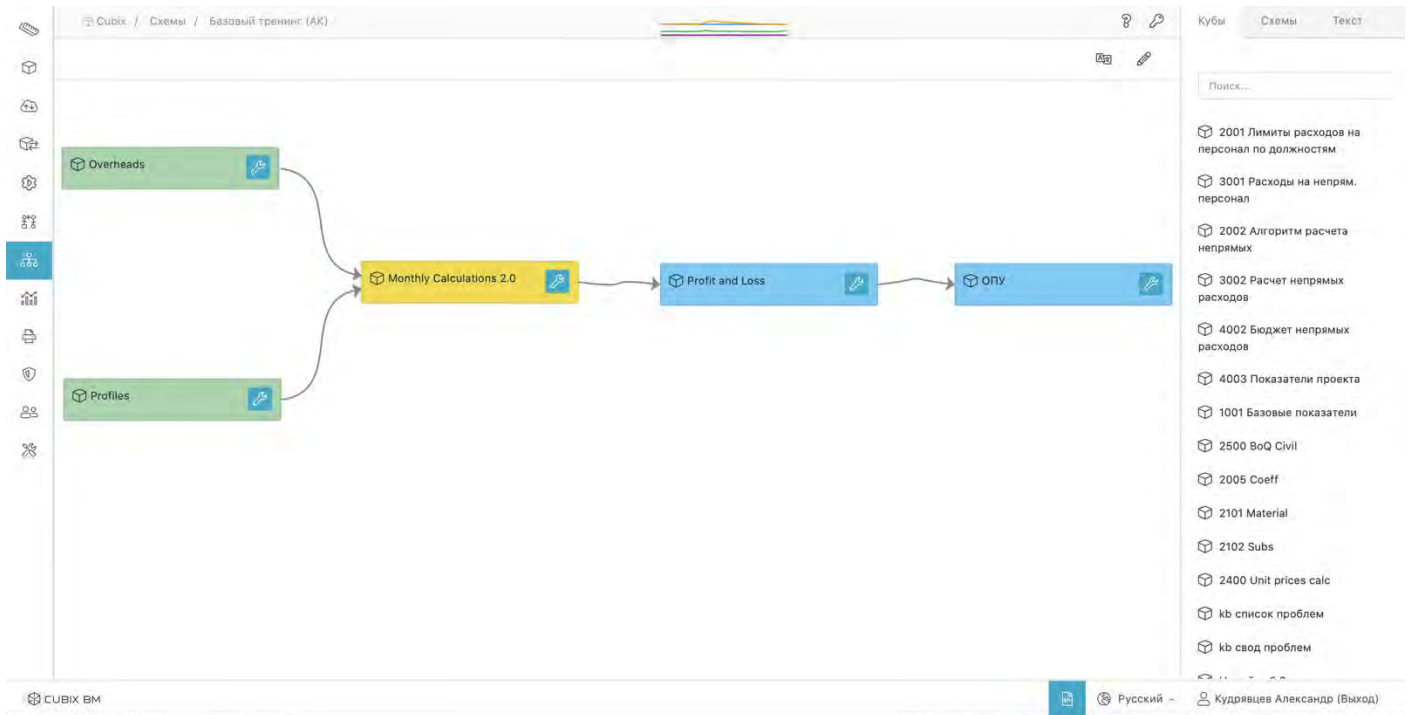 Cubix / Схемы / Базовый тренинг (АК)
Кубы Схемы Текст
Поиск...
Overheads
Profiles
Monthly Calculations 2.0
Profit and Loss
ОПУ
2001 Лимиты расходов на
персонал по должностям
3001 Расходы на непрям.
персонал
2002 Алгоритм расчета
непрямых
3002 Расчет непрямых
расходов
4002 Бюджет непрямых
расходов
4003 Показатели проекта
1001 Базовые показатели
2500 BoQ Civil
2005 Coeff
2101 Material
2102 Subs
2400 Unit prices calc
kb список проблем
kb свод проблем
CUBIX BM
Русский
Кудрявцев Александр (Выход)